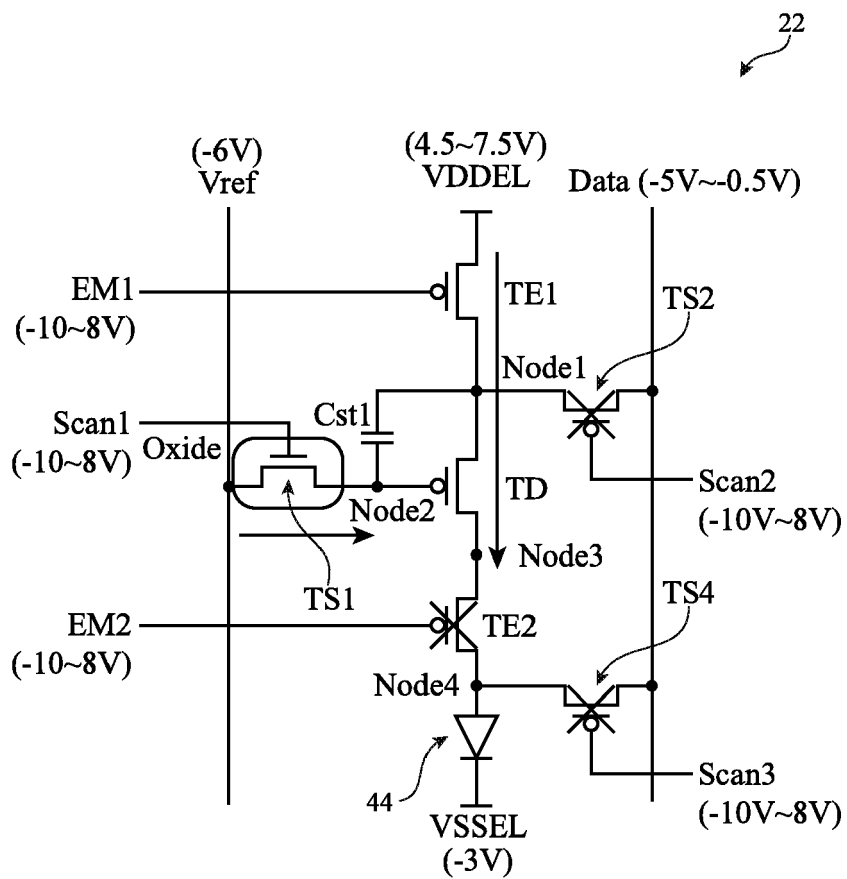 22
(-6V)
Vref
(4.5~7.5V)
VDDEL
Data (-5V~-0.5V)
EM1
(-10~8V)
TE1
TS2
Node1
Scan1
(-10~8V)
Oxide
Cst1
TD
Node2
Scan2
(-10V~8V)
Node3
TS1
TS4
EM2
(-10~8V)
TE2
Node4
44
Scan3
(-10V~8V)
VSSEL
(-3V)